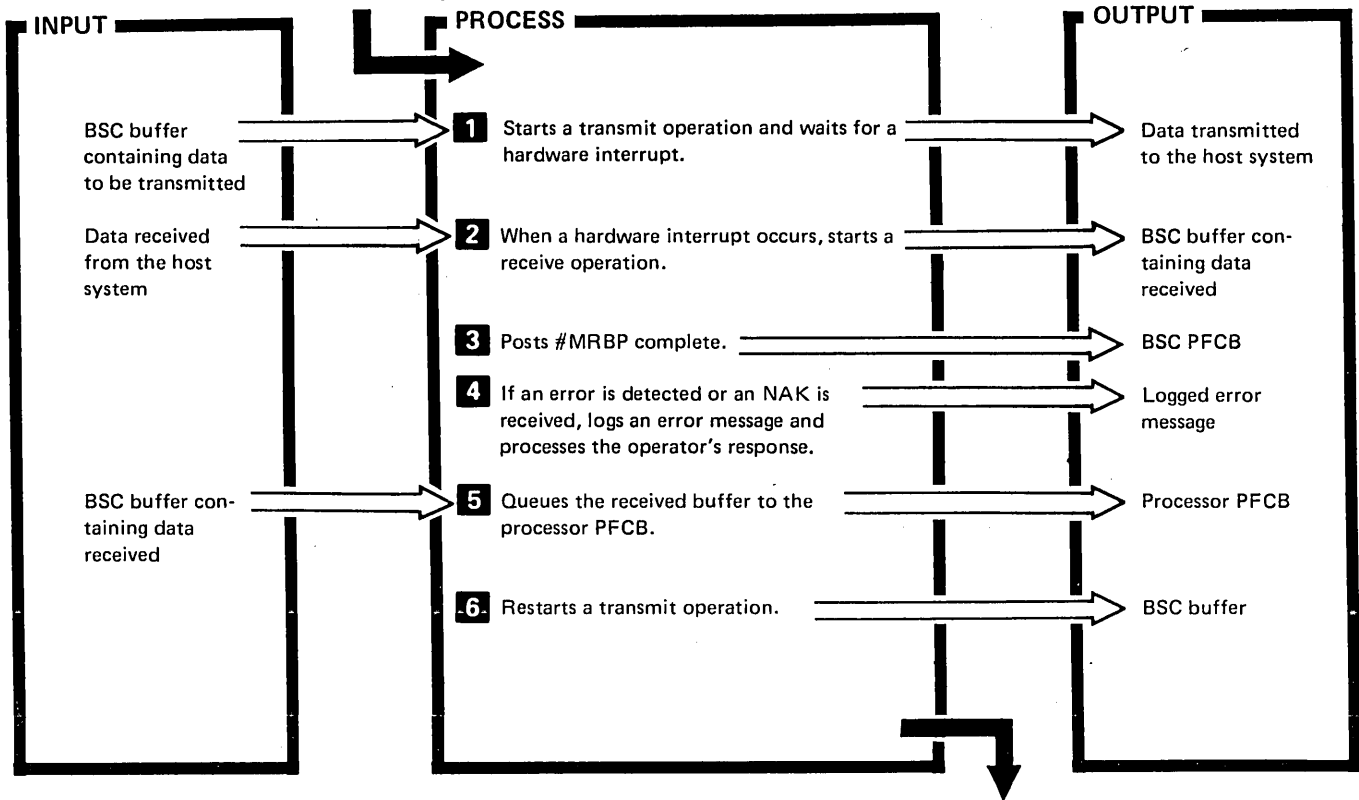 INPUT
PROCESS
OUTPUT
BSC buffer
containing data
to be transmitted
1 Starts a transmit operation and waits for a
hardware interrupt.
Data transmitted
to the host system
Data received
from the host
system
2 When a hardware interrupt occurs, starts a
receive operation.
BSC buffer con-
taining data
received
3 Posts #MRBP complete.
BSC PFCB
4 If an error is detected or an NAK is
received, logs an error message and
processes the operator's response.
Logged error
message
BSC buffer con-
taining data
received
5 Queues the received buffer to the
processor PFCB.
Processor PFCB
6 Restarts a transmit operation.
BSC buffer